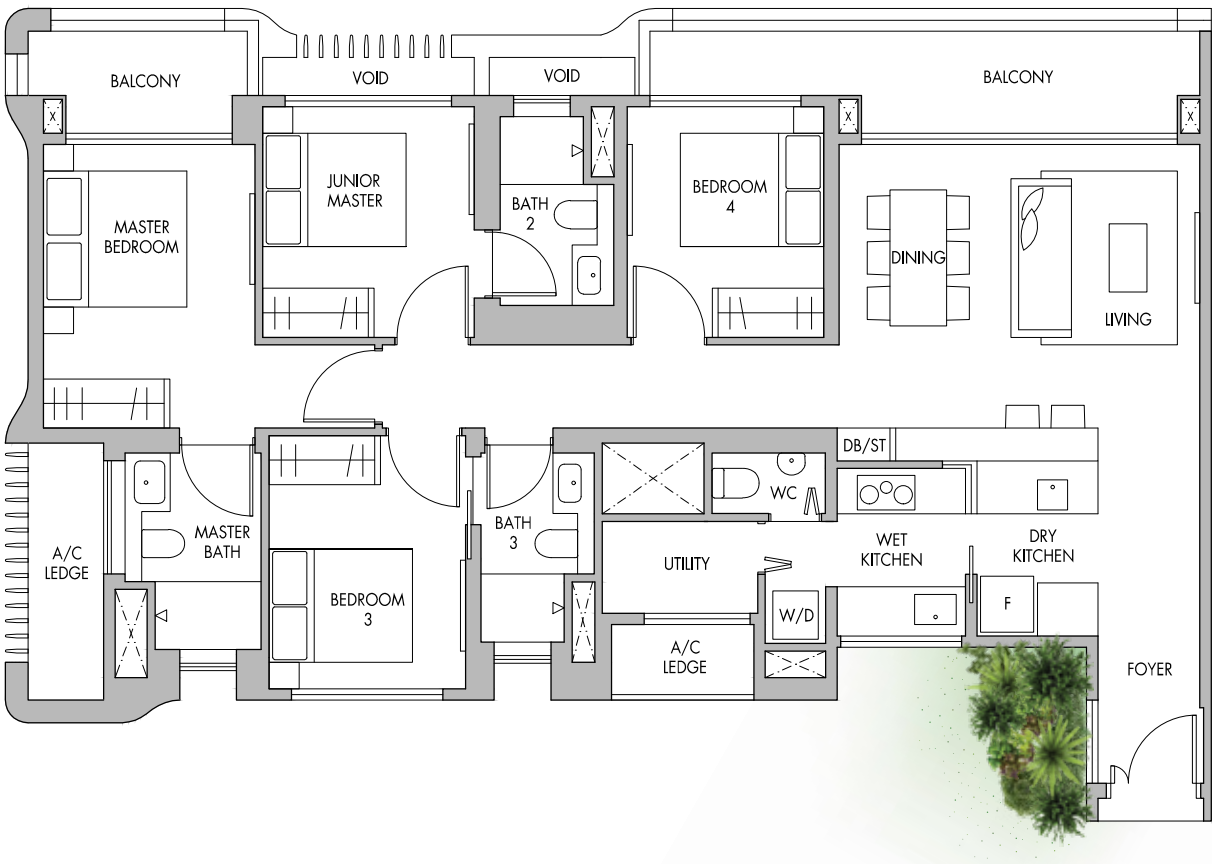 BALCONY
VOID
VOID
BALCONY
JUNIOR
MASTER
BATH
2
BEDROOM
4
MASTER
BEDROOM
DINING
LIVING
DB/ST
WC
MASTER
BATH
BATH
3
A/C
LEDGE
UTILITY
WET
KITCHEN
DRY
KITCHEN
BEDROOM
3
W/D
F
A/C
LEDGE
FOYER